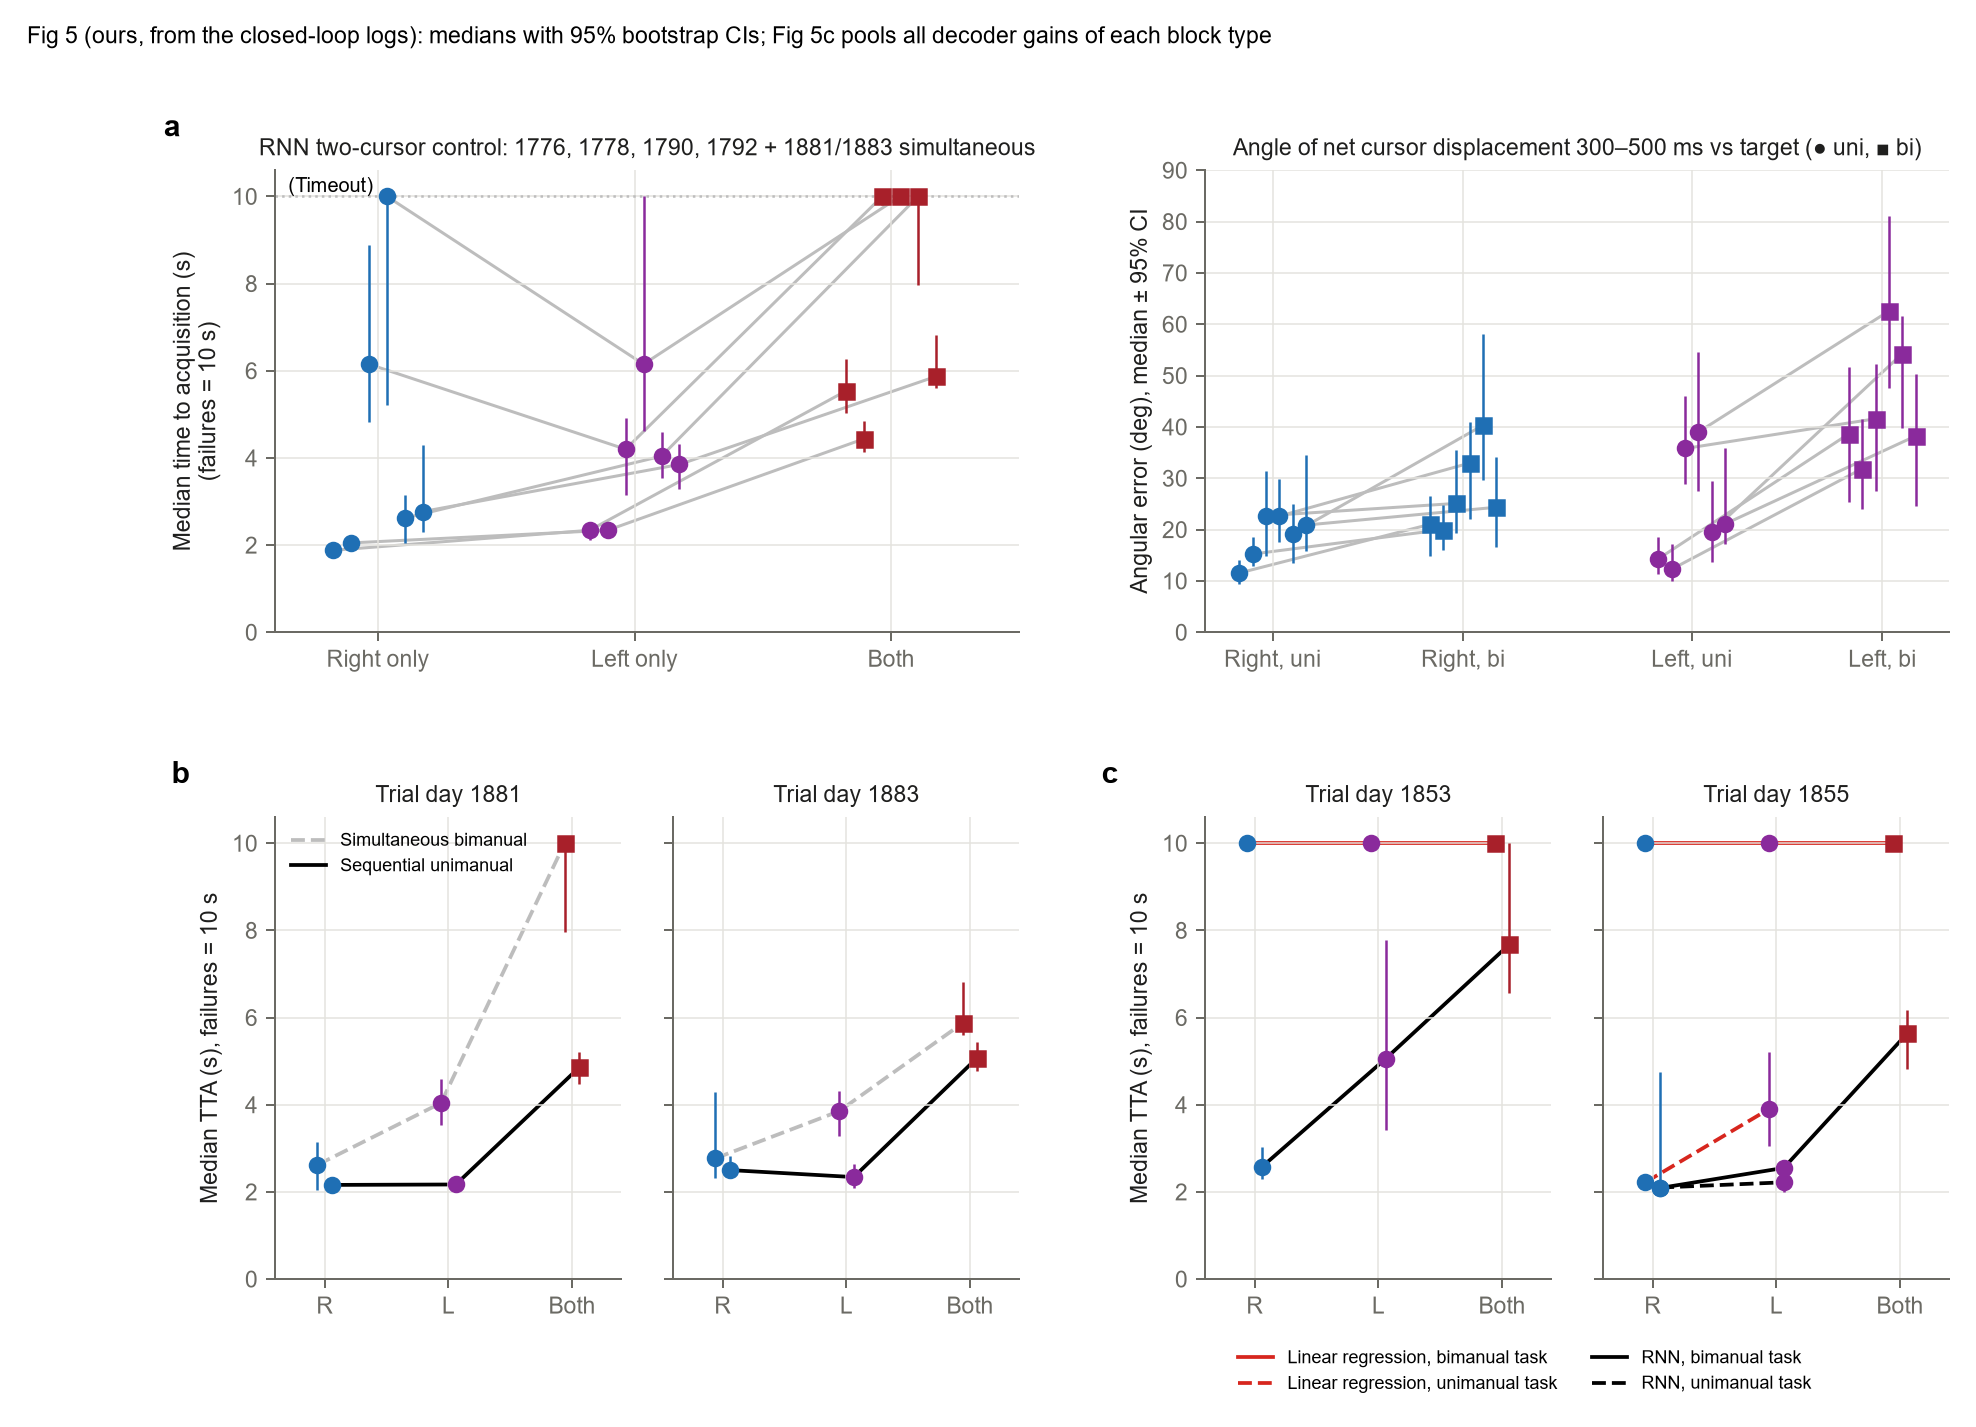 Fig 5 (ours, from the closed-loop logs): medians with 95% bootstrap CIs; Fig 5c pools all decoder gains of each block type
a
RNN two-cursor control: 1776, 1778, 1790, 1792 + 1881/1883 simultaneous
(Timeout)
10
8
6
4
2
0
Median time to acquisition (s)
(failures = 10 s)
Right only
Left only
Both
Angle of net cursor displacement 300–500 ms vs target (● uni, ■ bi)
90
80
70
60
50
40
30
20
10
0
Angular error (deg), median ± 95% CI
Right, uni
Right, bi
Left, uni
Left, bi
b
Trial day 1881
Simultaneous bimanual
Sequential unimanual
10
8
6
4
2
0
Median TTA (s), failures = 10 s
R
L
Both
Trial day 1883
R
L
Both
c
Trial day 1853
10
8
6
4
2
0
Median TTA (s), failures = 10 s
R
L
Both
Trial day 1855
R
L
Both
Linear regression, bimanual task
Linear regression, unimanual task
RNN, bimanual task
RNN, unimanual task